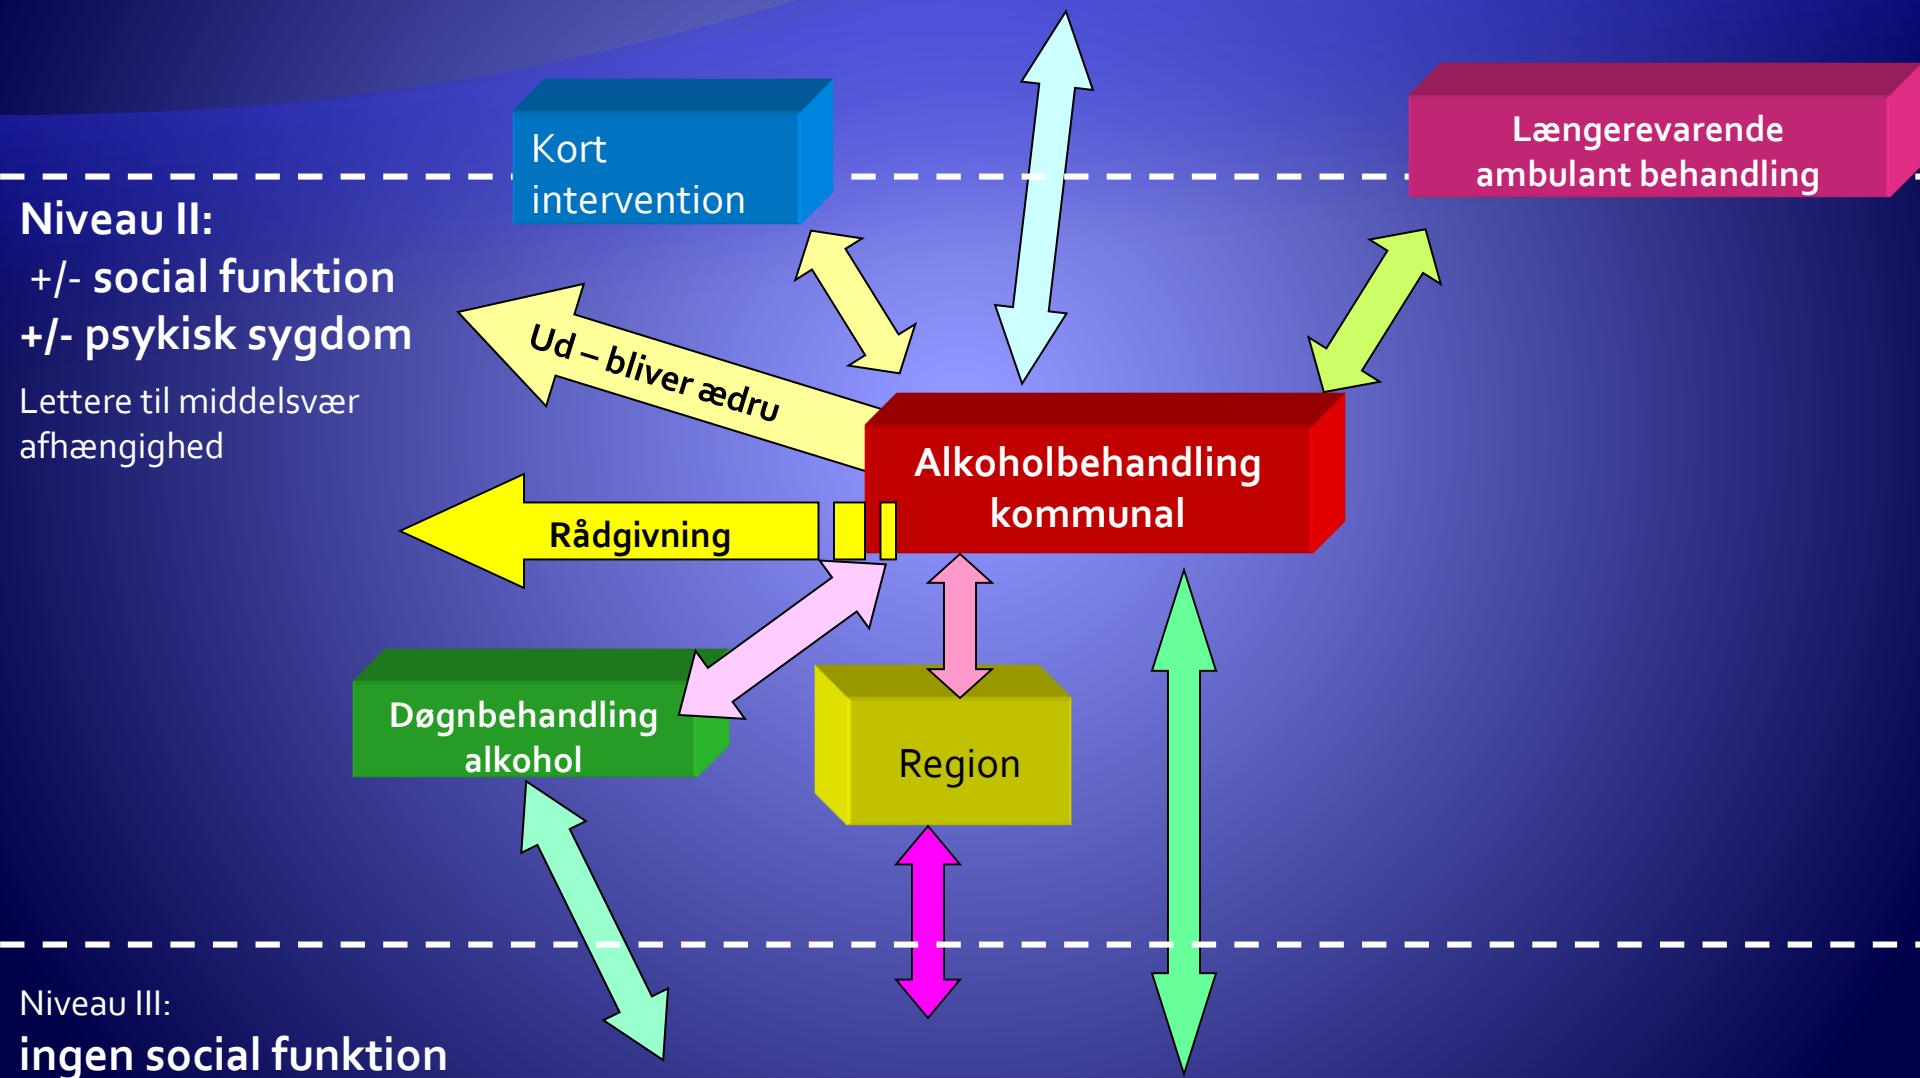 Kort
intervention
Længerevarende
ambulant behandling
Niveau II:
+/- social funktion
+/- psykisk sygdom
Lettere til middelsvær
afhængighed
Ud – bliver ædru
Alkoholbehandling
kommunal
Rådgivning
Døgnbehandling
alkohol
Region
Niveau III:
ingen social funktion